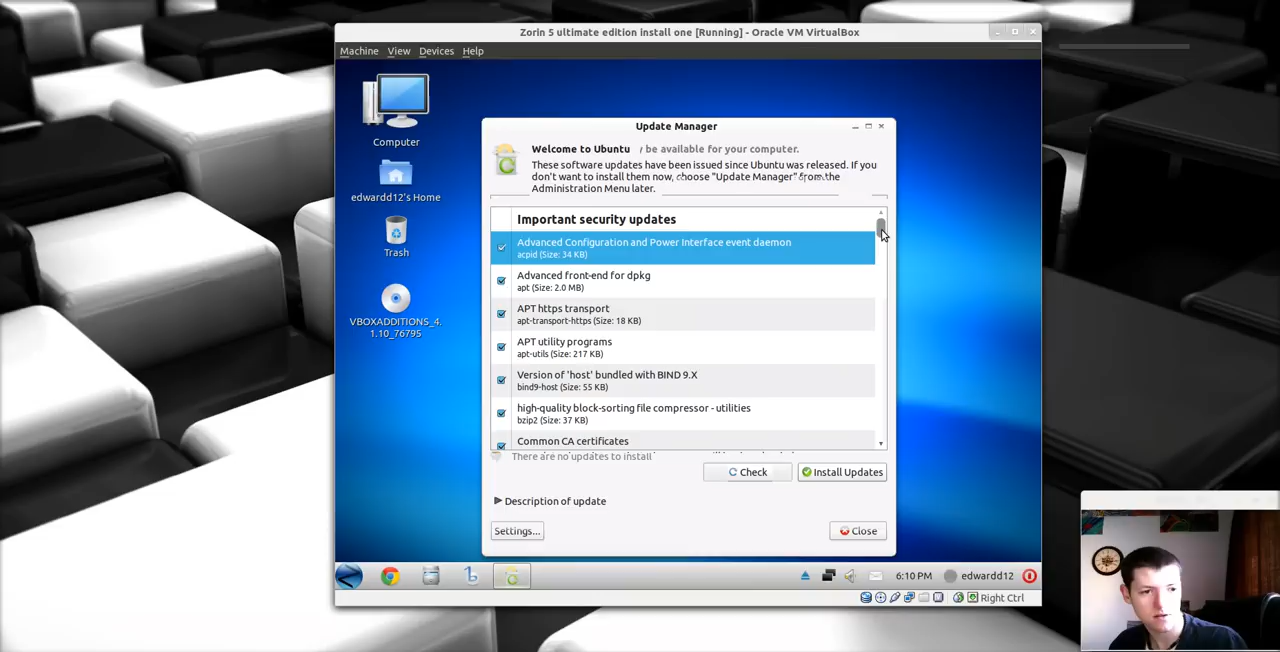 Zorin 5 ultimate edition install one [Running] - Oracle VM VirtualBox
Machine View Devices Help
Computer
edwardd12's Home
Trash
VBOXADDITIONS_4.
1.10_76795
Update Manager
Welcome to Ubuntu
y be available for your computer.
These software updates have been issued since Ubuntu was released. If you
don't want to install them now, choose "Update Manager" from the
Administration Menu later.
Important security updates
Advanced Configuration and Power Interface event daemon
acpid (Size: 34 KB)
Advanced front-end for dpkg
apt (Size: 2.0 MB)
APT https transport
apt-transport-https (Size: 18 KB)
APT utility programs
apt-utils (Size: 217 KB)
Version of 'host' bundled with BIND 9.X
bind9-host (Size: 55 KB)
high-quality block-sorting file compressor - utilities
bzip2 (Size: 37 KB)
Common CA certificates
There are no updates to install
Check
Install Updates
Description of update
Settings...
Close
6:10 PM
edwardd12
Right Ctrl